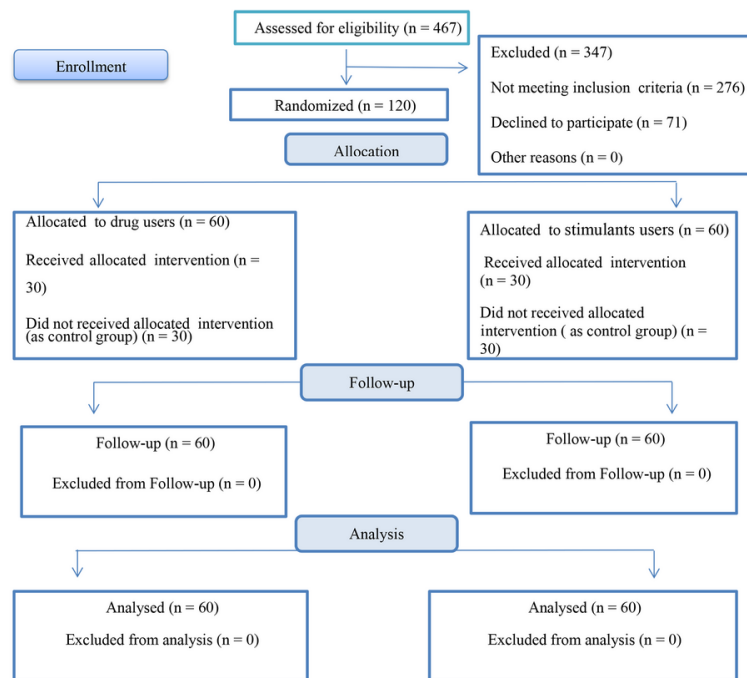 Assessed for eligibility (n = 467)
Enrollment
Excluded (n = 347)
Not meeting inclusion criteria (n = 276)
Declined to participate (n = 71)
Other reasons (n = 0)
Randomized (n = 120)
Allocation
Allocated to drug users (n = 60)
Received allocated intervention (n =
30)
Did not received allocated intervention
(as control group) (n = 30)
Allocated to stimulants users (n = 60)
Received allocated intervention
(n = 30)
Did not received allocated
intervention ( as control group) (n =
30)
Follow-up
Follow-up (n = 60)
Excluded from Follow-up (n = 0)
Follow-up (n = 60)
Excluded from Follow-up (n = 0)
Analysis
Analysed (n = 60)
Excluded from analysis (n = 0)
Analysed (n = 60)
Excluded from analysis (n = 0)